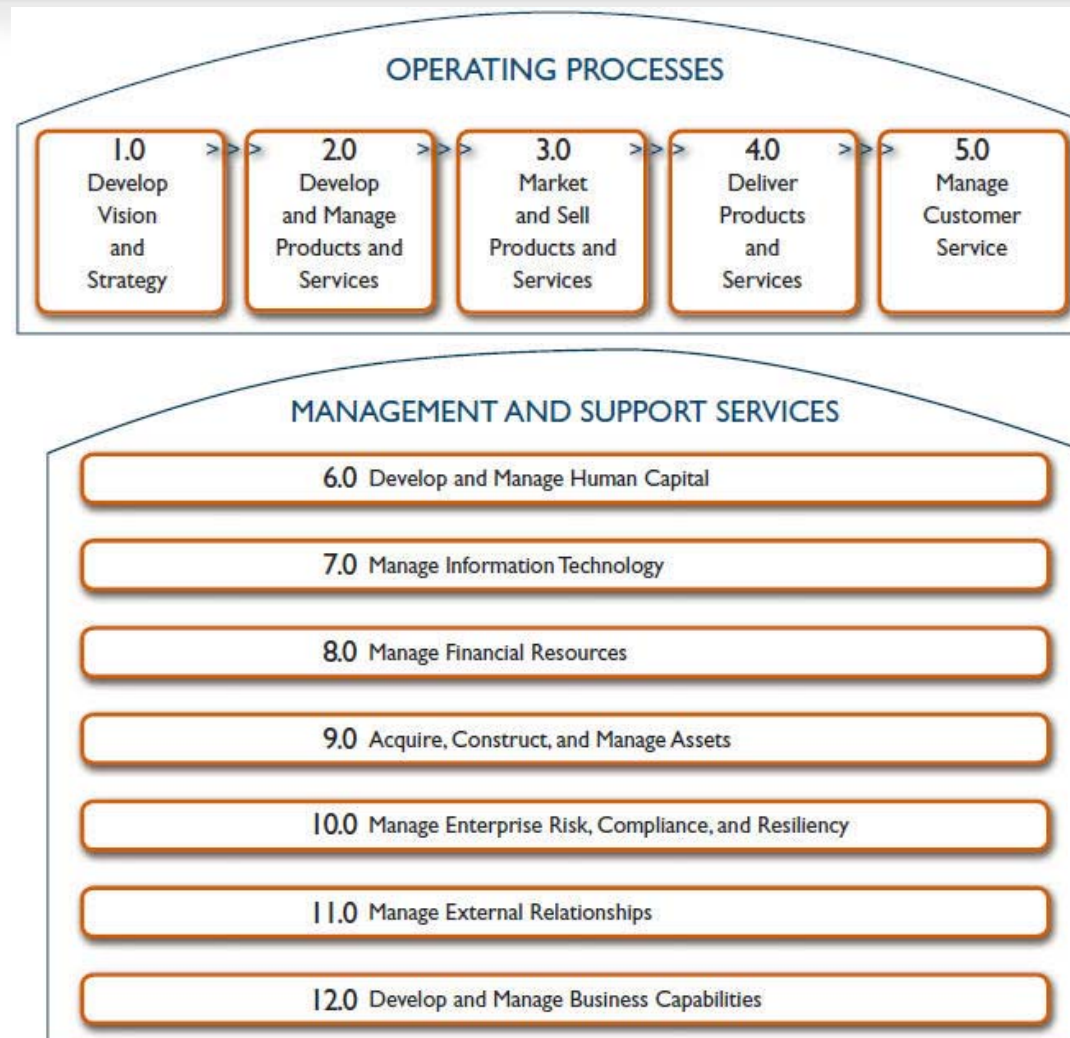 OPERATING PROCESSES
1.0 >>>
Develop
Vision
and
Strategy
2.0 >>>
Develop
and Manage
Products and
Services
3.0 >>>
Market
and Sell
Products and
Services
4.0 >>>
Deliver
Products
and
Services
5.0
Manage
Customer
Service
MANAGEMENT AND SUPPORT SERVICES
6.0 Develop and Manage Human Capital
7.0 Manage Information Technology
8.0 Manage Financial Resources
9.0 Acquire, Construct, and Manage Assets
10.0 Manage Enterprise Risk, Compliance, and Resiliency
11.0 Manage External Relationships
12.0 Develop and Manage Business Capabilities